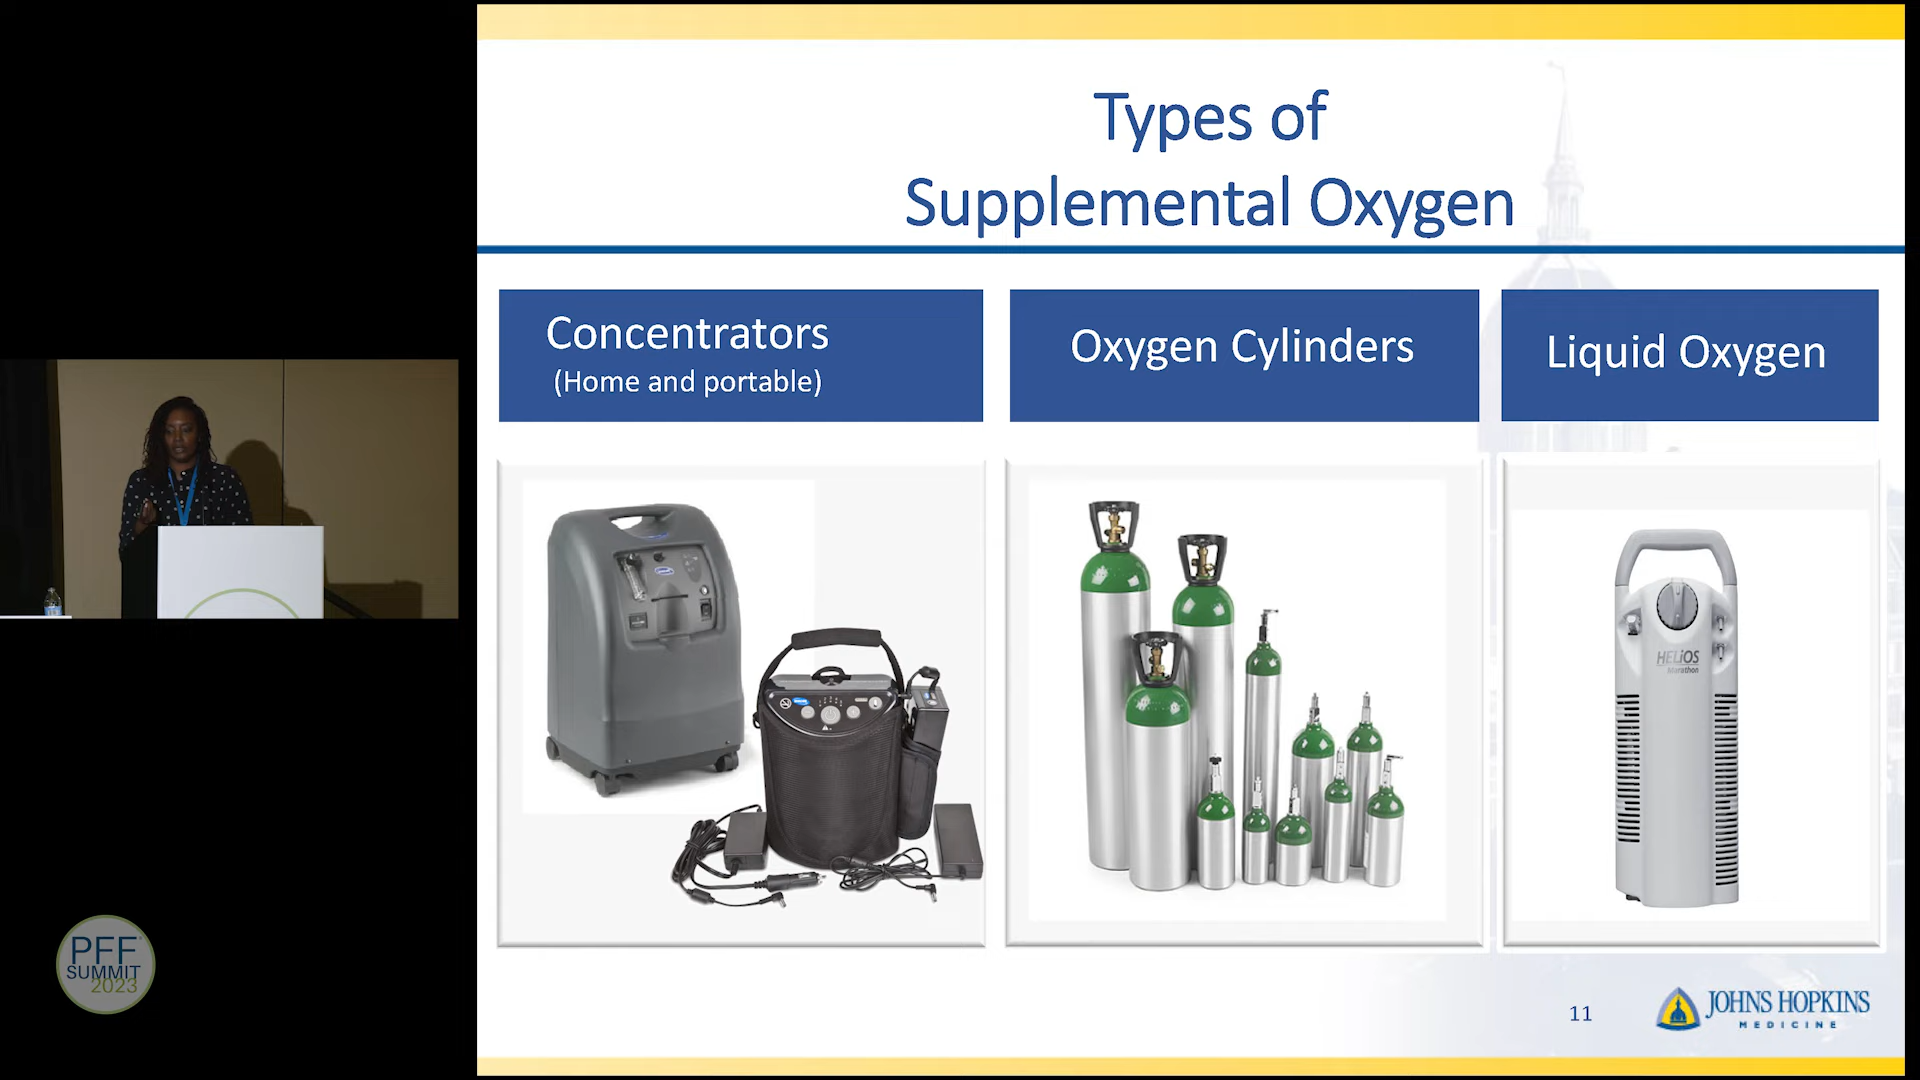 Types of
Supplemental Oxygen
Concentrators
(Home and portable)
Oxygen Cylinders
Liquid Oxygen
HELiOS
Marathon
PFF
SUMMIT
2023
11
JOHNS HOPKINS
MEDICINE